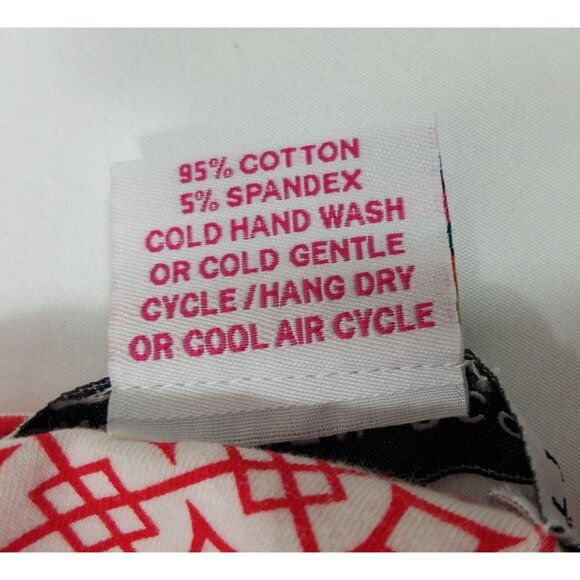 95% COTTON
5% SPANDEX
COLD HAND WASH
OR COLD GENTLE
CYCLE/HANG DRY
OR COOL AIR CYCLE